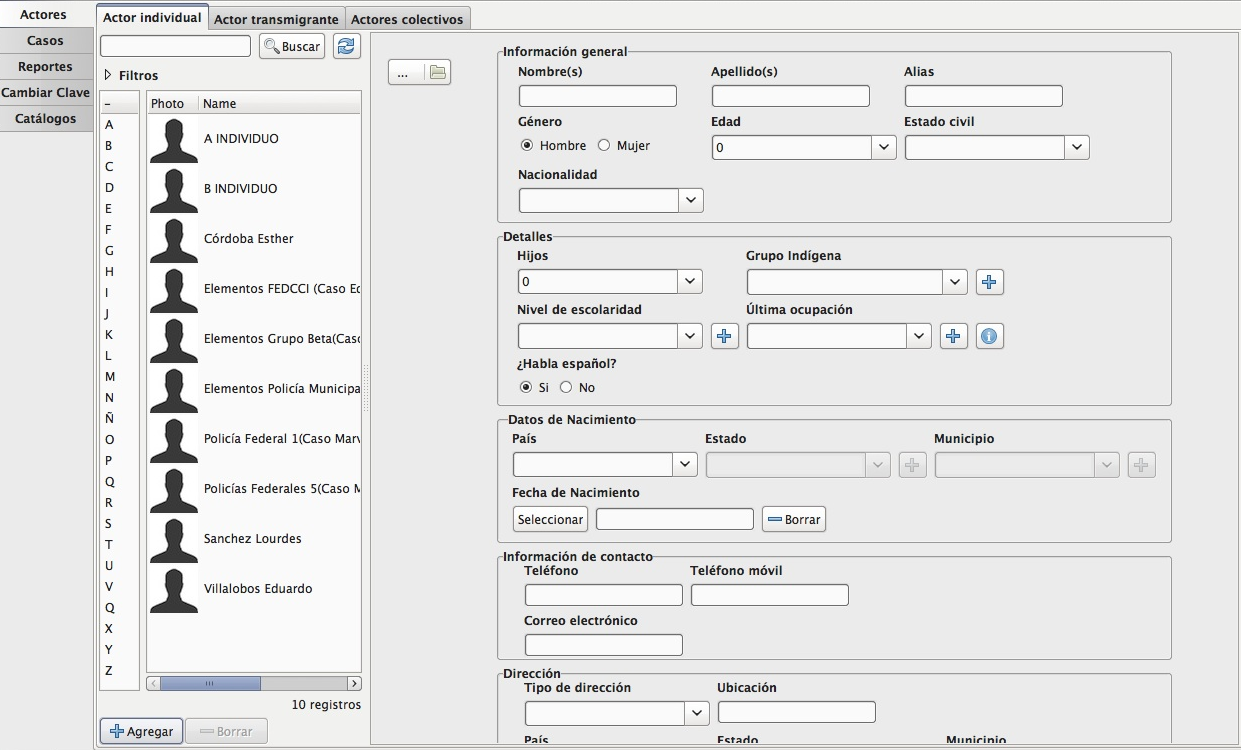 Actores
Casos
Reportes
Cambiar Clave
Catálogos
Actor individual
Actor transmigrante
Actores colectivos
Buscar
Filtros
–
A
B
C
D
E
F
G
H
I
J
K
L
M
N
Ñ
O
P
Q
R
S
T
U
V
Q
X
Y
Z
Photo Name
A INDIVIDUO
B INDIVIDUO
Córdoba Esther
Elementos FEDCCI (Caso Ed
Elementos Grupo Beta(Caso
Elementos Policía Municipa
Policía Federal 1(Caso Marv
Policías Federales 5(Caso M
Sanchez Lourdes
Villalobos Eduardo
10 registros
Agregar Borrar
...
Información general
Nombre(s) Apellido(s) Alias
Género Edad Estado civil
Hombre Mujer 0
Nacionalidad
Detalles
Hijos Grupo Indígena
0
Nivel de escolaridad Última ocupación
¿Habla español?
Si No
Datos de Nacimiento
País Estado Municipio
Fecha de Nacimiento
Seleccionar Borrar
Información de contacto
Teléfono Teléfono móvil
Correo electrónico
Dirección
Tipo de dirección Ubicación
País Estado Municipio